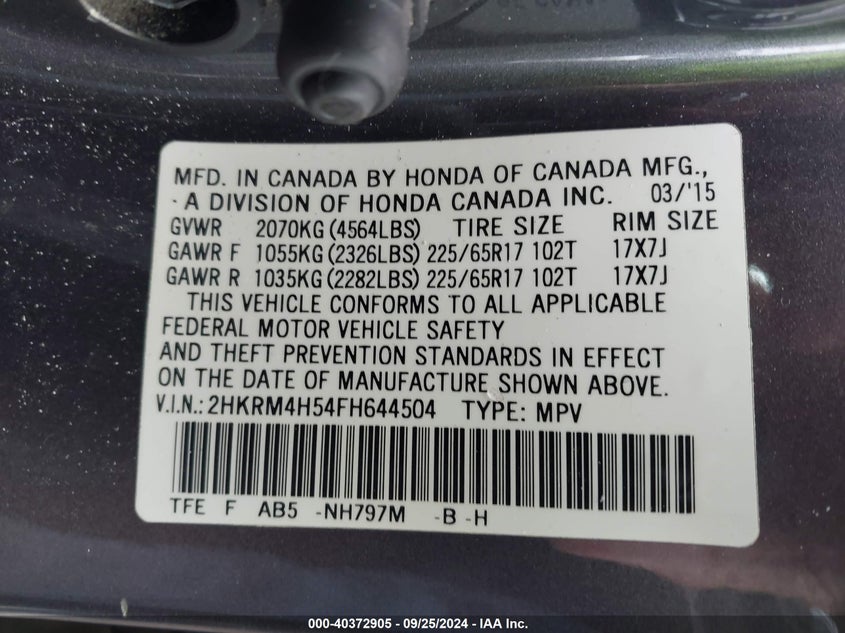 MFD. IN CANADA BY HONDA OF CANADA MFG.,
- A DIVISION OF HONDA CANADA INC. 03/'15
GVWR 2070KG (4564LBS) TIRE SIZE RIM SIZE
GAWR F 1055KG (2326LBS) 225/65R17 102T 17X7J
GAWR R 1035KG (2282LBS) 225/65R17 102T 17X7J
THIS VEHICLE CONFORMS TO ALL APPLICABLE
FEDERAL MOTOR VEHICLE SAFETY
AND THEFT PREVENTION STANDARDS IN EFFECT
ON THE DATE OF MANUFACTURE SHOWN ABOVE.
V.I.N.: 2HKRM4H54FH644504 TYPE: MPV
TFE F AB5 -NH797M -B -H
000-40372905 - 09/25/2024 - IAA Inc.